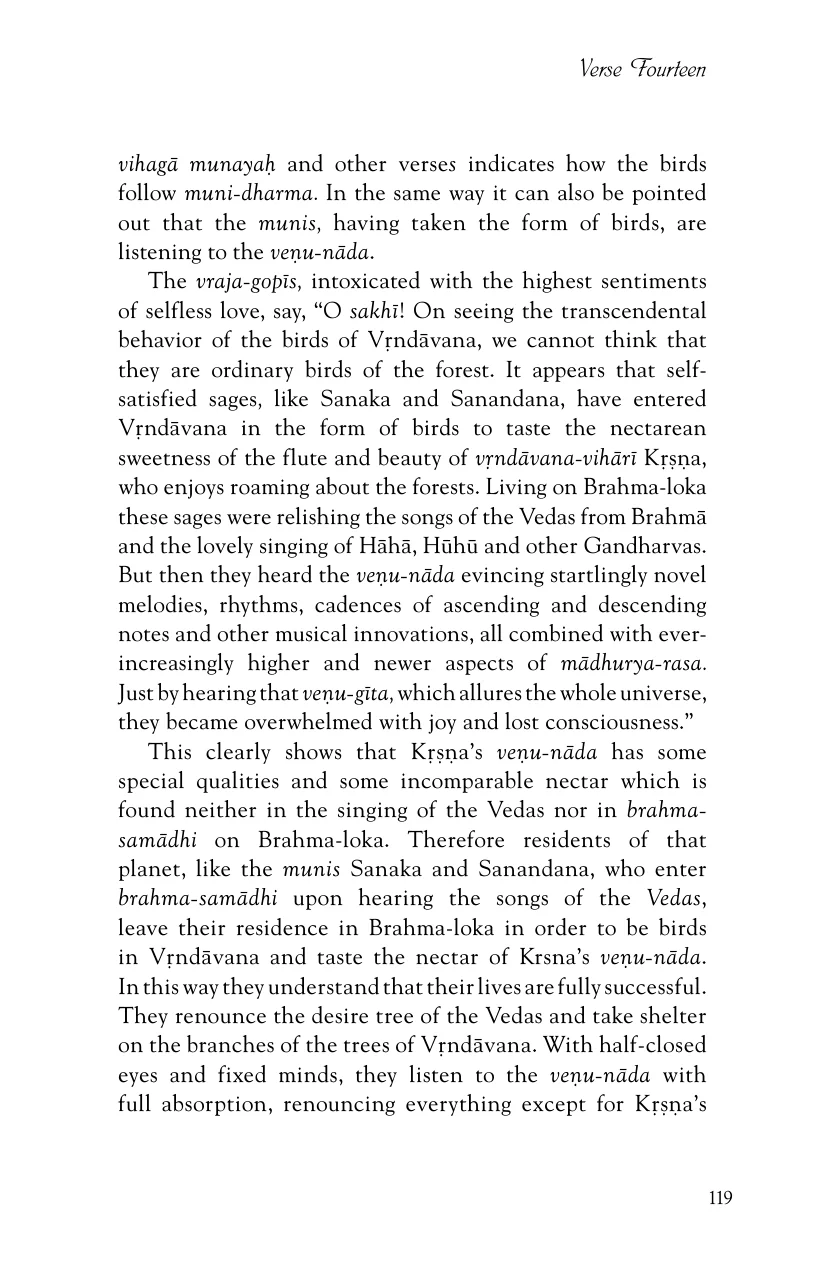 Verse Fourteen
vihagā munayaḥ and other verses indicates how the birds
follow muni-dharma. In the same way it can also be pointed
out that the munis, having taken the form of birds, are
listening to the veṇu-nāda.
The vraja-gopīs, intoxicated with the highest sentiments
of selfless love, say, “O sakhī! On seeing the transcendental
behavior of the birds of Vṛndāvana, we cannot think that
they are ordinary birds of the forest. It appears that self-
satisfied sages, like Sanaka and Sanandana, have entered
Vṛndāvana in the form of birds to taste the nectarean
sweetness of the flute and beauty of vṛndāvana-vihārī Kṛṣṇa,
who enjoys roaming about the forests. Living on Brahma-loka
these sages were relishing the songs of the Vedas from Brahmā
and the lovely singing of Hāhā, Hūhū and other Gandharvas.
But then they heard the veṇu-nāda evincing startlingly novel
melodies, rhythms, cadences of ascending and descending
notes and other musical innovations, all combined with ever-
increasingly higher and newer aspects of mādhurya-rasa.
Just by hearing that veṇu-gīta, which allures the whole universe,
they became overwhelmed with joy and lost consciousness.”
This clearly shows that Kṛṣṇa’s veṇu-nāda has some
special qualities and some incomparable nectar which is
found neither in the singing of the Vedas nor in brahma-
samādhi on Brahma-loka. Therefore residents of that
planet, like the munis Sanaka and Sanandana, who enter
brahma-samādhi upon hearing the songs of the Vedas,
leave their residence in Brahma-loka in order to be birds
in Vṛndāvana and taste the nectar of Krsna’s veṇu-nāda.
In this way they understand that their lives are fully successful.
They renounce the desire tree of the Vedas and take shelter
on the branches of the trees of Vṛndāvana. With half-closed
eyes and fixed minds, they listen to the veṇu-nāda with
full absorption, renouncing everything except for Kṛṣṇa’s
119